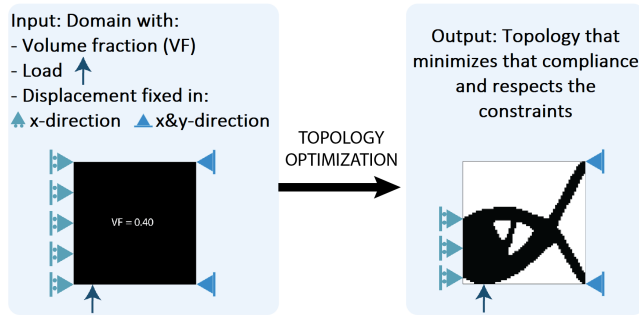 Input: Domain with:
- Volume fraction (VF)
- Load
- Displacement fixed in:
x-direction x&y-direction
VF = 0.40
TOPOLOGY
OPTIMIZATION
Output: Topology that
minimizes that compliance
and respects the
constraints